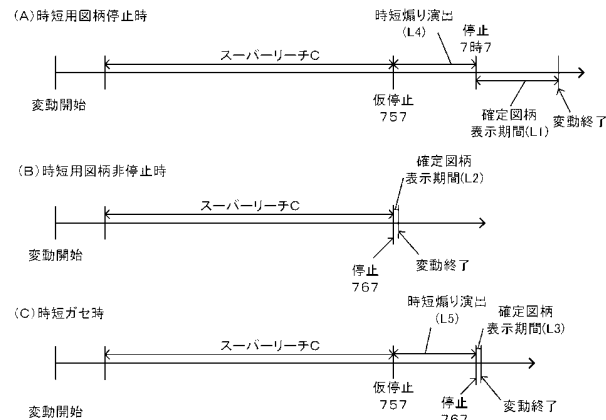 (A)時短用図柄停止時
時短煽り演出
(L4)
停止
7時7
スーパーリーチC
変動開始
仮停止
757
確定図柄
表示期間(L1)
変動終了
(B)時短用図柄非停止時
確定図柄
表示期間(L2)
スーパーリーチC
変動開始
停止
767
変動終了
(C)時短ガセ時
時短煽り演出
(L5)
確定図柄
表示期間(L3)
スーパーリーチC
変動開始
仮停止
757
停止
767
変動終了